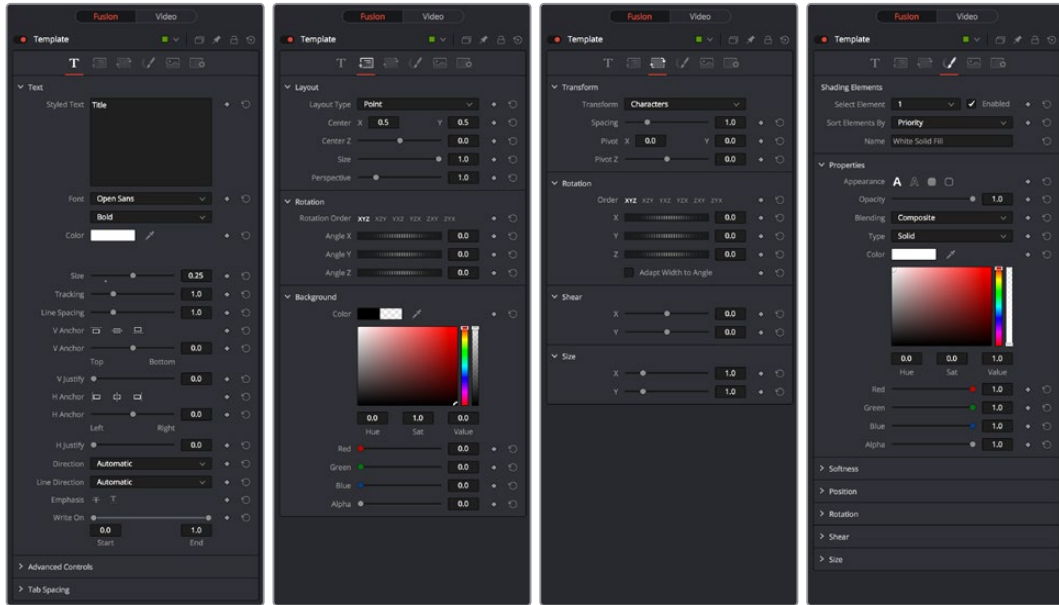 Fusion Video
Template
Text
Styled Text Title
Font Open Sans
Bold
Color
Size 0.25
Tracking 1.0
Line Spacing 1.0
V Anchor
V Anchor 0.0
Top Bottom
V Justify 0.0
H Anchor
H Anchor 0.0
Left Right
H Justify 0.0
Direction Automatic
Line Direction Automatic
Emphasis
Write On
0.0 1.0
Start End
Advanced Controls
Tab Spacing
Fusion Video
Template
Layout
Layout Type Point
Center X 0.5 Y 0.5
Center Z 0.0
Size 1.0
Perspective 1.0
Rotation
Rotation Order XYZ XZY YXZ YZX ZXY ZYX
Angle X 0.0
Angle Y 0.0
Angle Z 0.0
Background
Color
0.0 1.0 0.0
Hue Sat Value
Red 0.0
Green 0.0
Blue 0.0
Alpha 0.0
Fusion Video
Template
Transform
Transform Characters
Spacing 1.0
Pivot X 0.0 Y 0.0
Pivot Z 0.0
Rotation
Order XYZ XZY YXZ YZX ZXY ZYX
X 0.0
Y 0.0
Z 0.0
Adapt Width to Angle
Shear
X 0.0
Y 0.0
Size
X 1.0
Y 1.0
Fusion Video
Template
Shading Elements
Select Element 1 Enabled
Sort Elements By Priority
Name White Solid Fill
Properties
Appearance
Opacity 1.0
Blending Composite
Type Solid
Color
0.0 0.0 1.0
Hue Sat Value
Red 1.0
Green 1.0
Blue 1.0
Alpha 1.0
Softness
Position
Rotation
Shear
Size